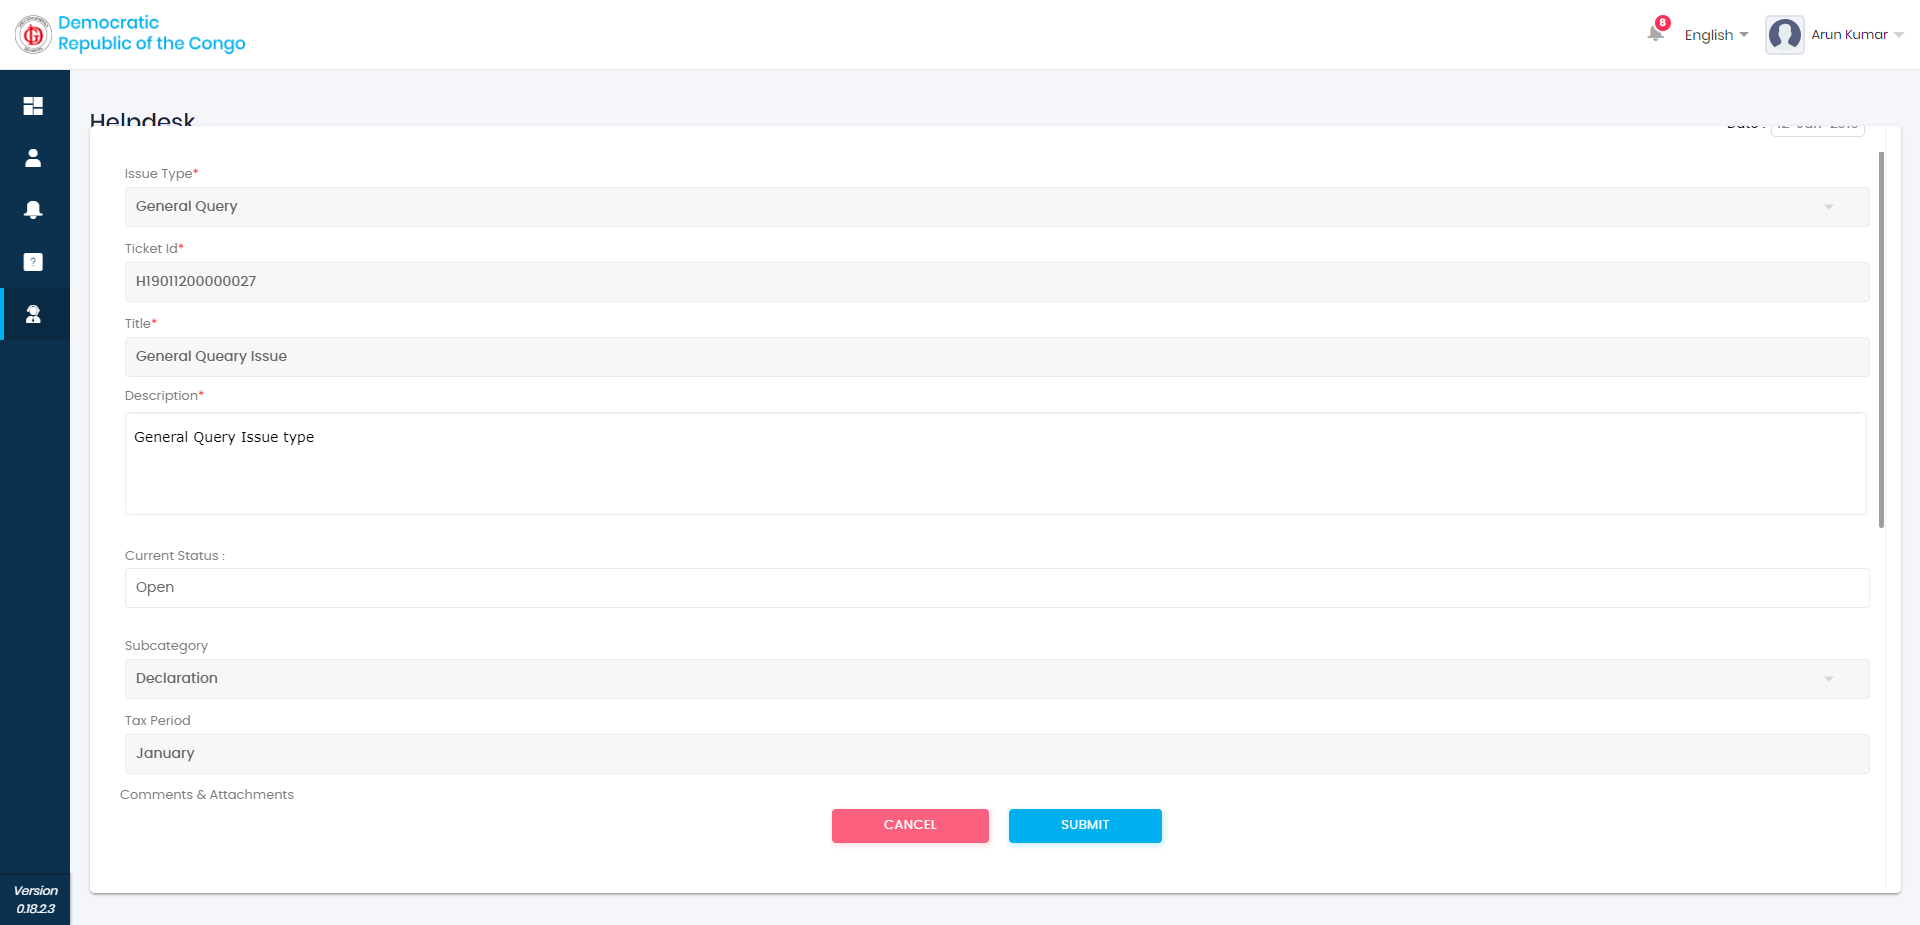 Democratic
Republic of the Congo
8
English
Arun Kumar
Helpdesk
Date :
Issue Type*
General Query
Ticket Id*
H19011200000027
Title*
General Queary Issue
Description*
General Query Issue type
Current Status :
Open
Subcategory
Declaration
Tax Period
January
Comments & Attachments
CANCEL
SUBMIT
Version
0.18.2.3